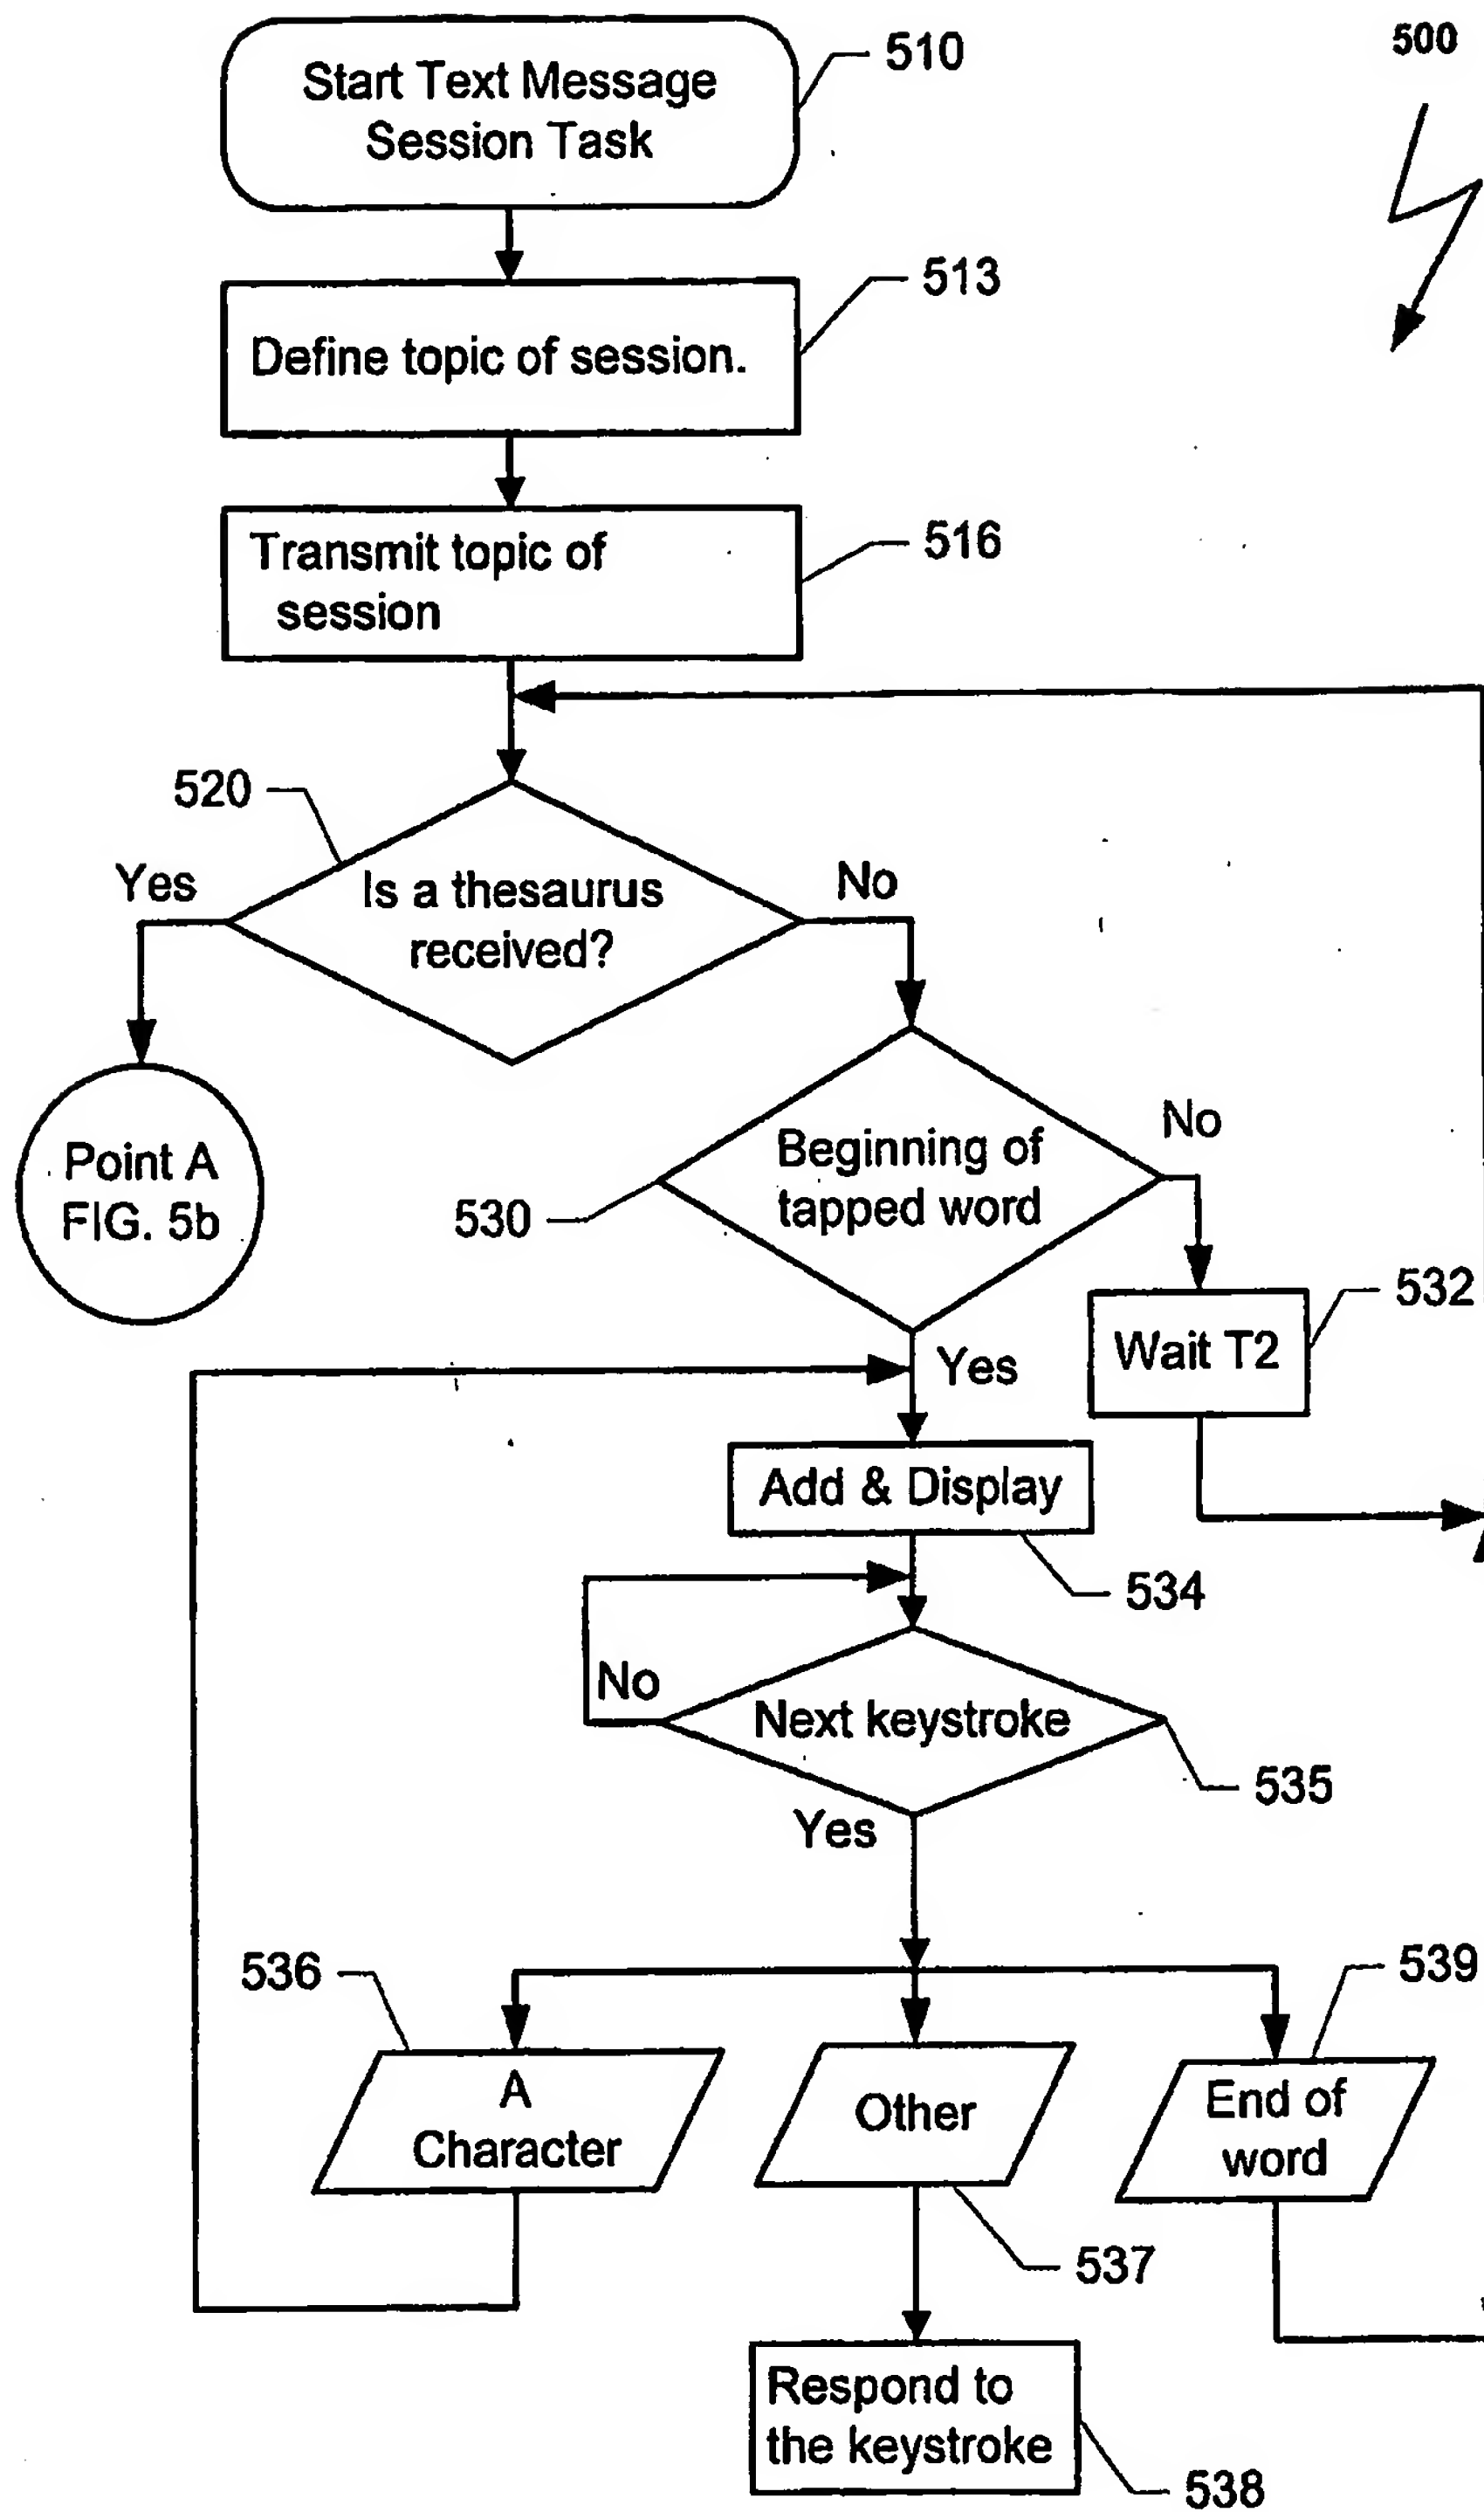 500
Start Text Message
Session Task
510
Define topic of session.
513
Transmit topic of
session
516
520
Yes
Is a thesaurus
received?
No
Point A
FIG. 5b
Beginning of
tapped word
No
530
Wait T2
532
Yes
Add & Display
534
No
Next keystroke
535
Yes
536
A
Character
Other
537
End of
word
539
Respond to
the keystroke
538